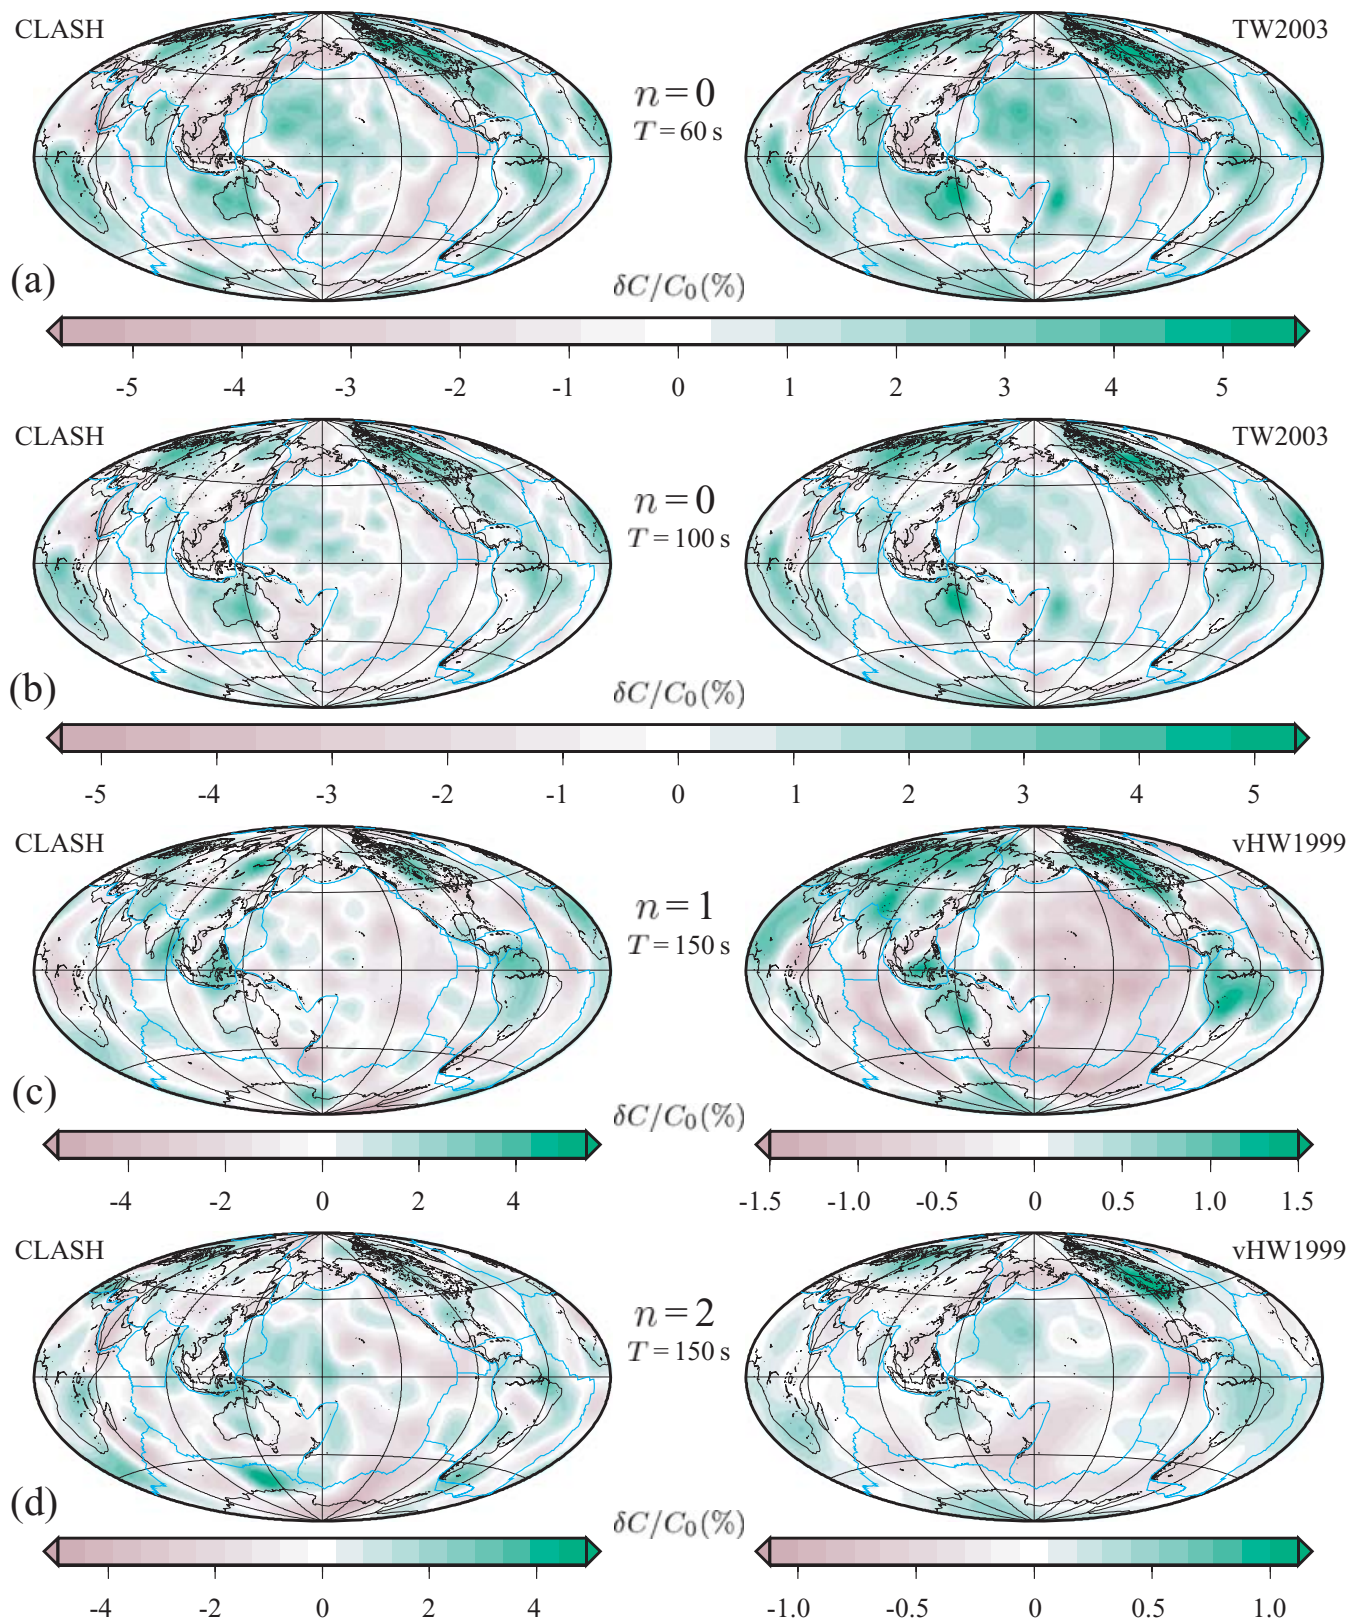 CLASH
TW2003
n = 0
T = 60 s
(a)
δC/C₀(%)
-5 -4 -3 -2 -1 0 1 2 3 4 5
CLASH
TW2003
n = 0
T = 100 s
(b)
δC/C₀(%)
-5 -4 -3 -2 -1 0 1 2 3 4 5
CLASH
vHW1999
n = 1
T = 150 s
(c)
δC/C₀(%)
-4 -2 0 2 4
-1.5 -1.0 -0.5 0 0.5 1.0 1.5
CLASH
vHW1999
n = 2
T = 150 s
(d)
δC/C₀(%)
-4 -2 0 2 4
-1.0 -0.5 0 0.5 1.0